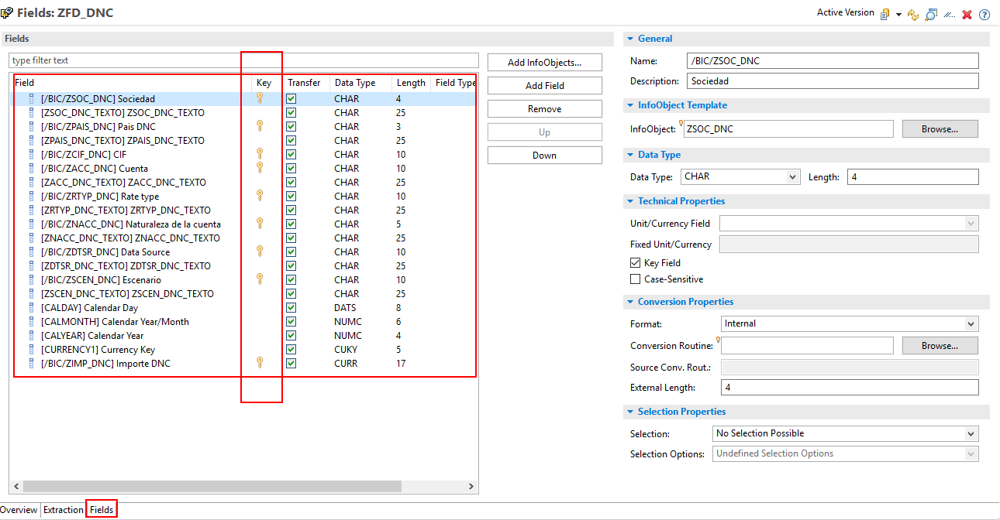 Fields: ZFD_DNC
Active Version
Fields
type filter text
Field Key Transfer Data Type Length Field Type
[/BIC/ZSOC_DNC] Sociedad CHAR 4
[ZSOC_DNC_TEXTO] ZSOC_DNC_TEXTO CHAR 25
[/BIC/ZPAIS_DNC] Pais DNC CHAR 3
[ZPAIS_DNC_TEXTO] ZPAIS_DNC_TEXTO CHAR 25
[/BIC/ZCIF_DNC] CIF CHAR 10
[/BIC/ZACC_DNC] Cuenta CHAR 10
[ZACC_DNC_TEXTO] ZACC_DNC_TEXTO CHAR 25
[/BIC/ZRTYP_DNC] Rate type CHAR 10
[ZRTYP_DNC_TEXTO] ZRTYP_DNC_TEXTO CHAR 25
[/BIC/ZNACC_DNC] Naturaleza de la cuenta CHAR 5
[ZNACC_DNC_TEXTO] ZNACC_DNC_TEXTO CHAR 25
[/BIC/ZDTSR_DNC] Data Source CHAR 10
[ZDTSR_DNC_TEXTO] ZDTSR_DNC_TEXTO CHAR 25
[/BIC/ZSCEN_DNC] Escenario CHAR 10
[ZSCEN_DNC_TEXTO] ZSCEN_DNC_TEXTO CHAR 25
[CALDAY] Calendar Day DATS 8
[CALMONTH] Calendar Year/Month NUMC 6
[CALYEAR] Calendar Year NUMC 4
[CURRENCY1] Currency Key CUKY 5
[/BIC/ZIMP_DNC] Importe DNC CURR 17
Add InfoObjects...
Add Field
Remove
Up
Down
General
Name: /BIC/ZSOC_DNC
Description: Sociedad
InfoObject Template
InfoObject: ZSOC_DNC Browse...
Data Type
Data Type: CHAR Length: 4
Technical Properties
Unit/Currency Field
Fixed Unit/Currency
Key Field
Case-Sensitive
Conversion Properties
Format: Internal
Conversion Routine: Browse...
Source Conv. Rout.:
External Length: 4
Selection Properties
Selection: No Selection Possible
Selection Options: Undefined Selection Options
Overview Extraction Fields